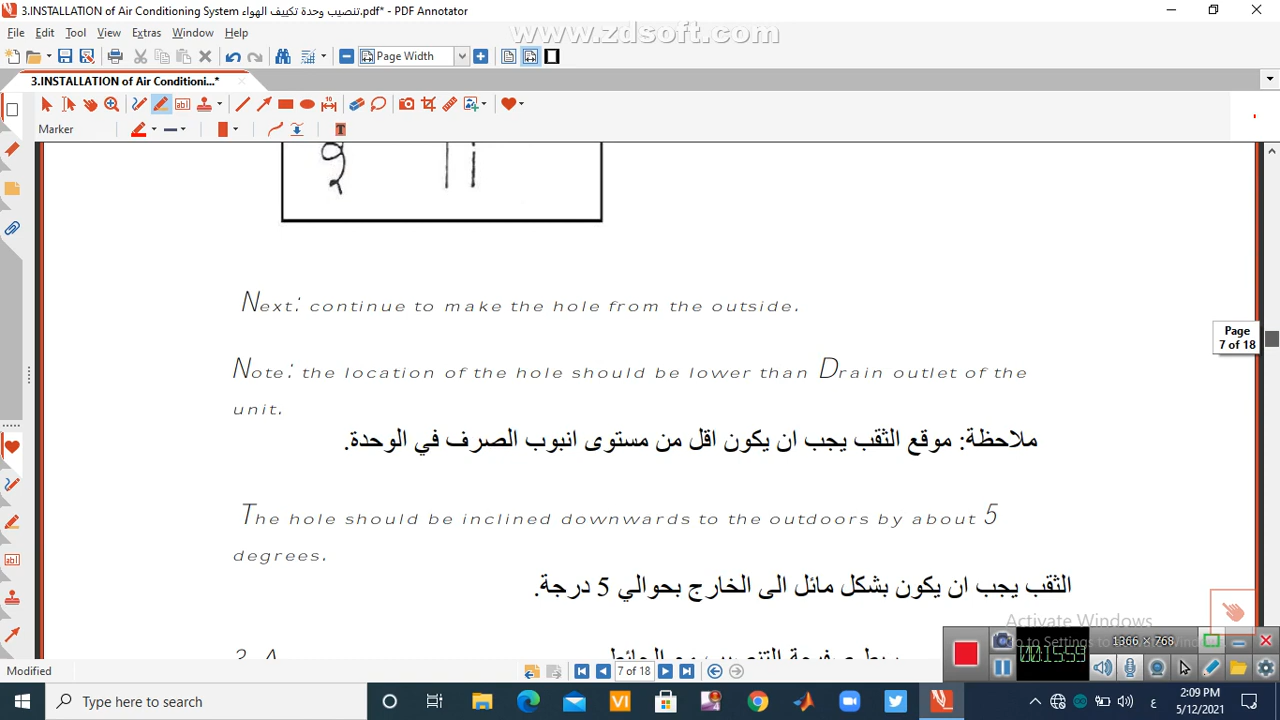 3.INSTALLATION of Air Conditioning System تنصيب وحدة تكييف الهواء.pdf* - PDF Annotator
www.zdsoft.com
File Edit Tool View Extras Window Help
Page Width
3.INSTALLATION of Air Conditioni...*
Marker
Next: continue to make the hole from the outside.
Page
7 of 18
Note: the location of the hole should be lower than Drain outlet of the
unit.
ملاحظة: موقع الثقب يجب ان يكون اقل من مستوى انبوب الصرف في الوحدة.
The hole should be inclined downwards to the outdoors by about 5
degrees.
الثقب يجب ان يكون بشكل مائل الى الخارج بحوالي 5 درجة.
Activate Windows
Go to Settings to activate Windows.
1366 × 768
00:15:59
Modified
7 of 18
Type here to search
2:09 PM
5/12/2021